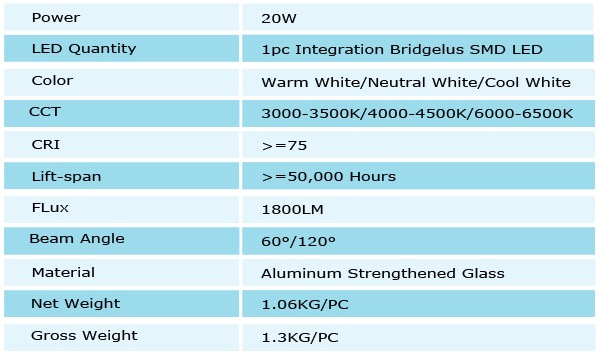 Power 20W
LED Quantity 1pc Integration Bridgelus SMD LED
Color Warm White/Neutral White/Cool White
CCT 3000-3500K/4000-4500K/6000-6500K
CRI >=75
Lift-span >=50,000 Hours
FLux 1800LM
Beam Angle 60°/120°
Material Aluminum Strengthened Glass
Net Weight 1.06KG/PC
Gross Weight 1.3KG/PC